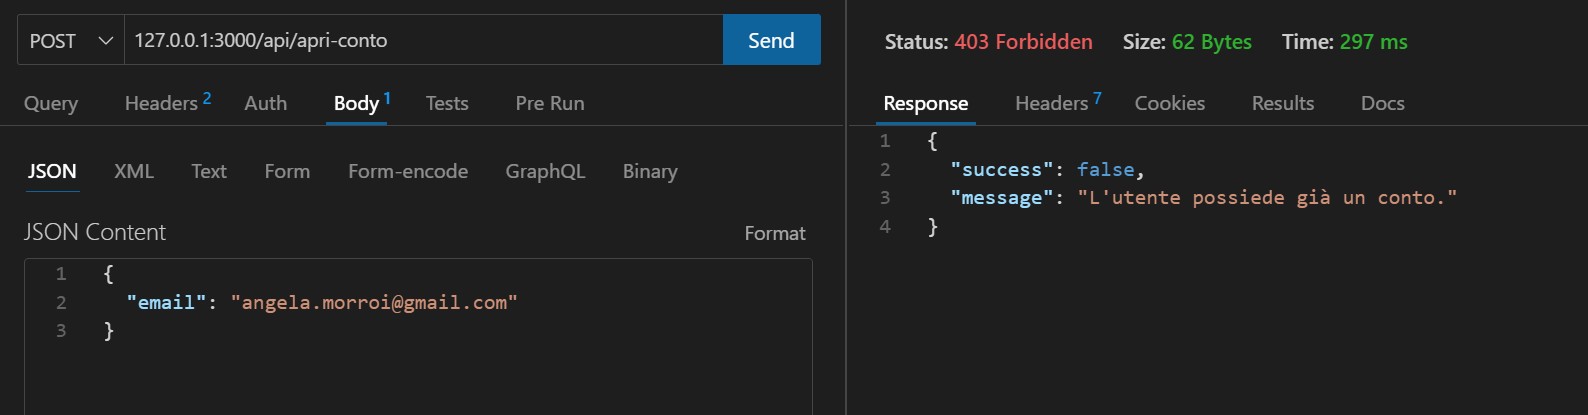 POST 127.0.0.1:3000/api/apri-conto Send
Query Headers 2 Auth Body 1 Tests Pre Run
JSON XML Text Form Form-encode GraphQL Binary
JSON Content Format
1 {
2 "email": "angela.morroi@gmail.com"
3 }
Status: 403 Forbidden Size: 62 Bytes Time: 297 ms
Response Headers 7 Cookies Results Docs
1 {
2 "success": false,
3 "message": "L'utente possiede già un conto."
4 }